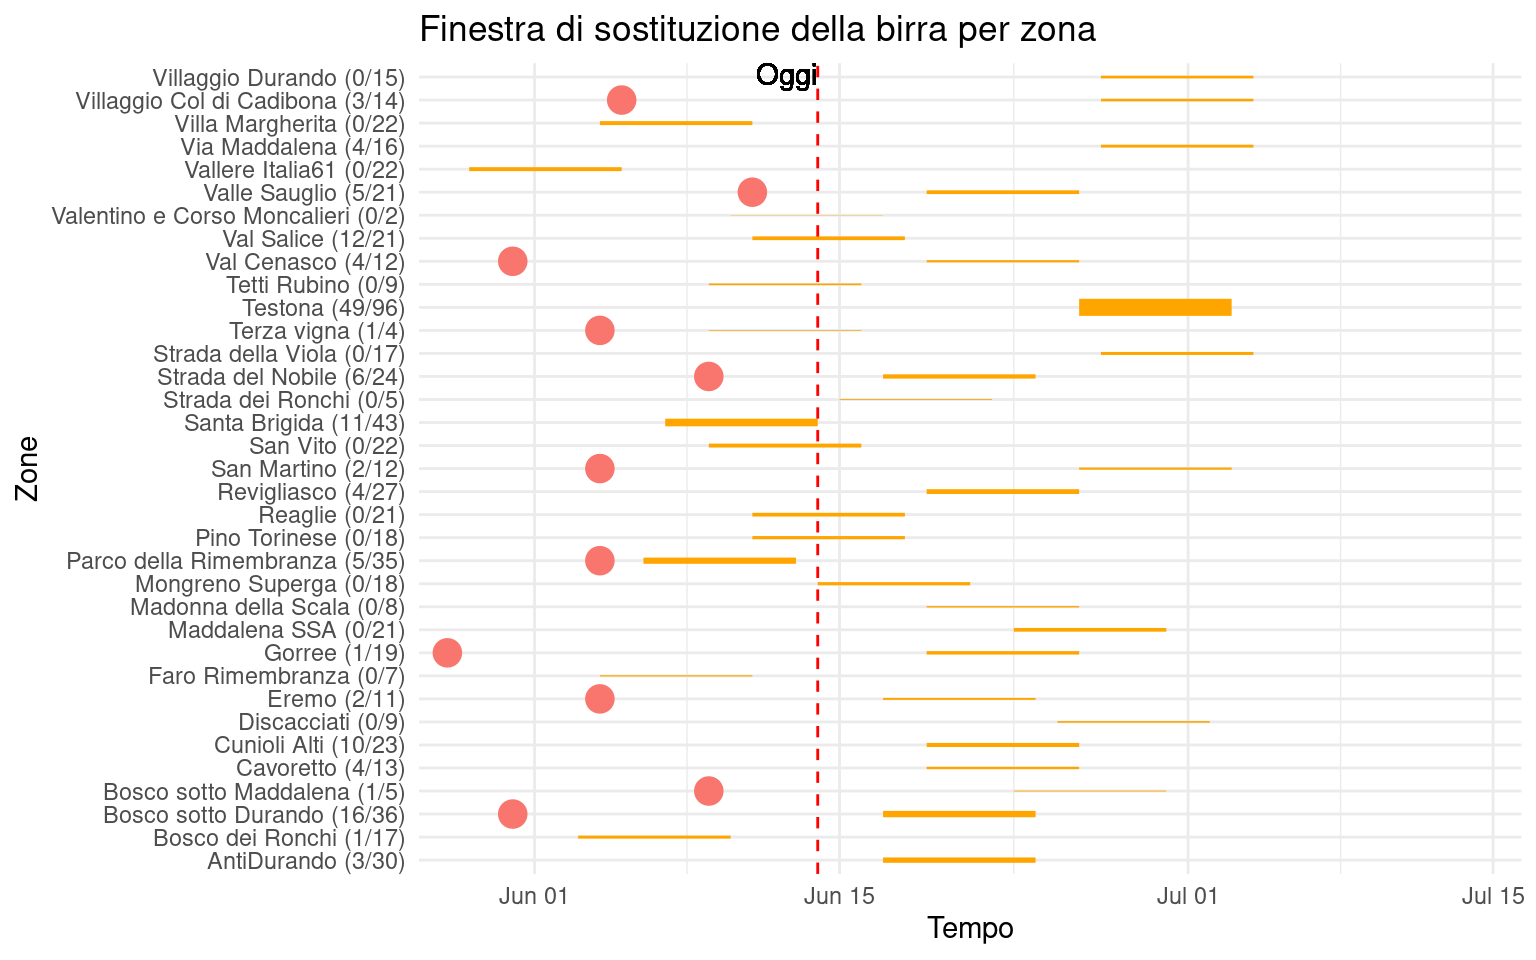 Finestra di sostituzione della birra per zona
Oggi
Villaggio Durando (0/15)
Villaggio Col di Cadibona (3/14)
Villa Margherita (0/22)
Via Maddalena (4/16)
Vallere Italia61 (0/22)
Valle Sauglio (5/21)
Valentino e Corso Moncalieri (0/2)
Val Salice (12/21)
Val Cenasco (4/12)
Tetti Rubino (0/9)
Testona (49/96)
Terza vigna (1/4)
Strada della Viola (0/17)
Strada del Nobile (6/24)
Strada dei Ronchi (0/5)
Santa Brigida (11/43)
San Vito (0/22)
San Martino (2/12)
Revigliasco (4/27)
Reaglie (0/21)
Pino Torinese (0/18)
Parco della Rimembranza (5/35)
Mongreno Superga (0/18)
Madonna della Scala (0/8)
Maddalena SSA (0/21)
Gorree (1/19)
Faro Rimembranza (0/7)
Eremo (2/11)
Discacciati (0/9)
Cunioli Alti (10/23)
Cavoretto (4/13)
Bosco sotto Maddalena (1/5)
Bosco sotto Durando (16/36)
Bosco dei Ronchi (1/17)
AntiDurando (3/30)
Zone
Jun 01
Jun 15
Jul 01
Jul 15
Tempo